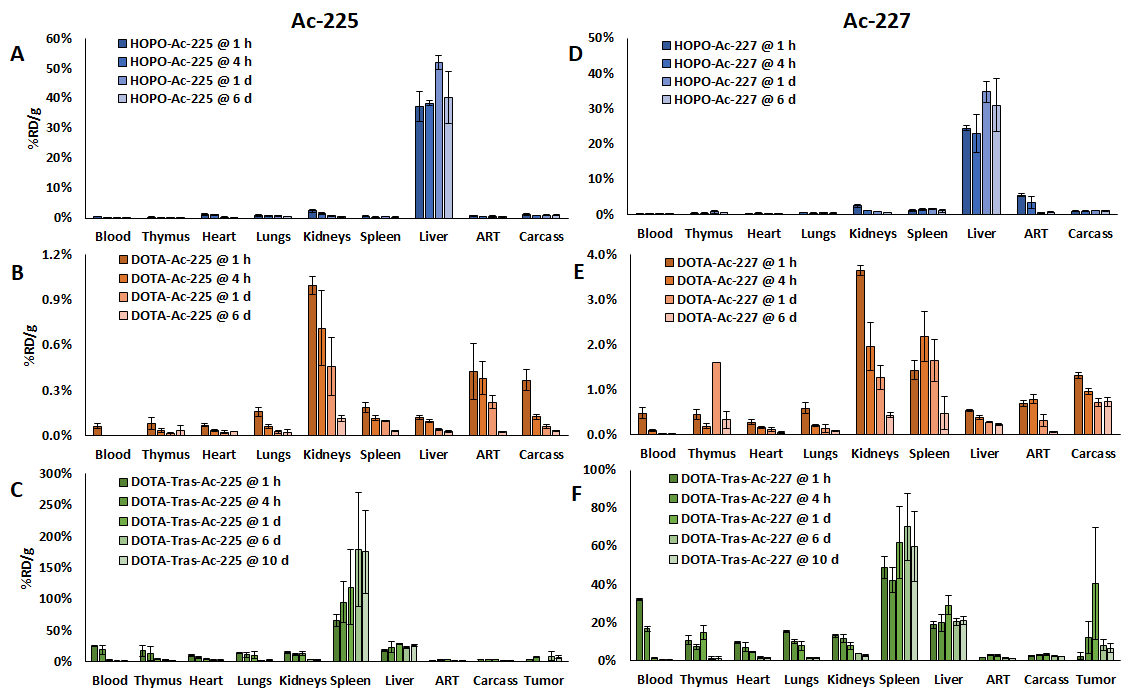 Ac-225
Ac-227
A
%RD/g
60%
50%
40%
30%
20%
10%
0%
HOPO-Ac-225 @ 1 h
HOPO-Ac-225 @ 4 h
HOPO-Ac-225 @ 1 d
HOPO-Ac-225 @ 6 d
Blood Thymus Heart Lungs Kidneys Spleen Liver ART Carcass
D
50%
40%
30%
20%
10%
0%
HOPO-Ac-227 @ 1 h
HOPO-Ac-227 @ 4 h
HOPO-Ac-227 @ 1 d
HOPO-Ac-227 @ 6 d
Blood Thymus Heart Lungs Kidneys Spleen Liver ART Carcass
B
%RD/g
1.2%
0.9%
0.6%
0.3%
0.0%
DOTA-Ac-225 @ 1 h
DOTA-Ac-225 @ 4 h
DOTA-Ac-225 @ 1 d
DOTA-Ac-225 @ 6 d
Blood Thymus Heart Lungs Kidneys Spleen Liver ART Carcass
E
4.0%
3.0%
2.0%
1.0%
0.0%
DOTA-Ac-227 @ 1 h
DOTA-Ac-227 @ 4 h
DOTA-Ac-227 @ 1 d
DOTA-Ac-227 @ 6 d
Blood Thymus Heart Lungs Kidneys Spleen Liver ART Carcass
C
%RD/g
300%
250%
200%
150%
100%
50%
0%
DOTA-Tras-Ac-225 @ 1 h
DOTA-Tras-Ac-225 @ 4 h
DOTA-Tras-Ac-225 @ 1 d
DOTA-Tras-Ac-225 @ 6 d
DOTA-Tras-Ac-225 @ 10 d
Blood Thymus Heart Lungs Kidneys Spleen Liver ART Carcass Tumor
F
100%
80%
60%
40%
20%
0%
DOTA-Tras-Ac-227 @ 1 h
DOTA-Tras-Ac-227 @ 4 h
DOTA-Tras-Ac-227 @ 1 d
DOTA-Tras-Ac-227 @ 6 d
DOTA-Tras-Ac-227 @ 10 d
Blood Thymus Heart Lungs Kidneys Spleen Liver ART Carcass Tumor